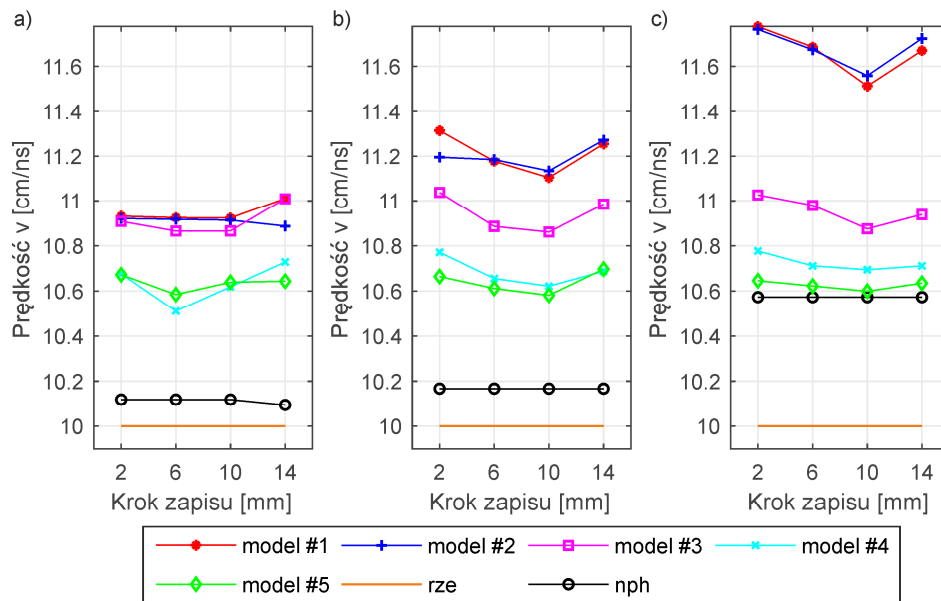 a)
b)
c)
Prędkość v [cm/ns]
11.6
11.4
11.2
11
10.8
10.6
10.4
10.2
10
2 6 10 14
Krok zapisu [mm]
Prędkość v [cm/ns]
11.6
11.4
11.2
11
10.8
10.6
10.4
10.2
10
2 6 10 14
Krok zapisu [mm]
Prędkość v [cm/ns]
11.6
11.4
11.2
11
10.8
10.6
10.4
10.2
10
2 6 10 14
Krok zapisu [mm]
model #1 model #2 model #3 model #4
model #5 rze nph